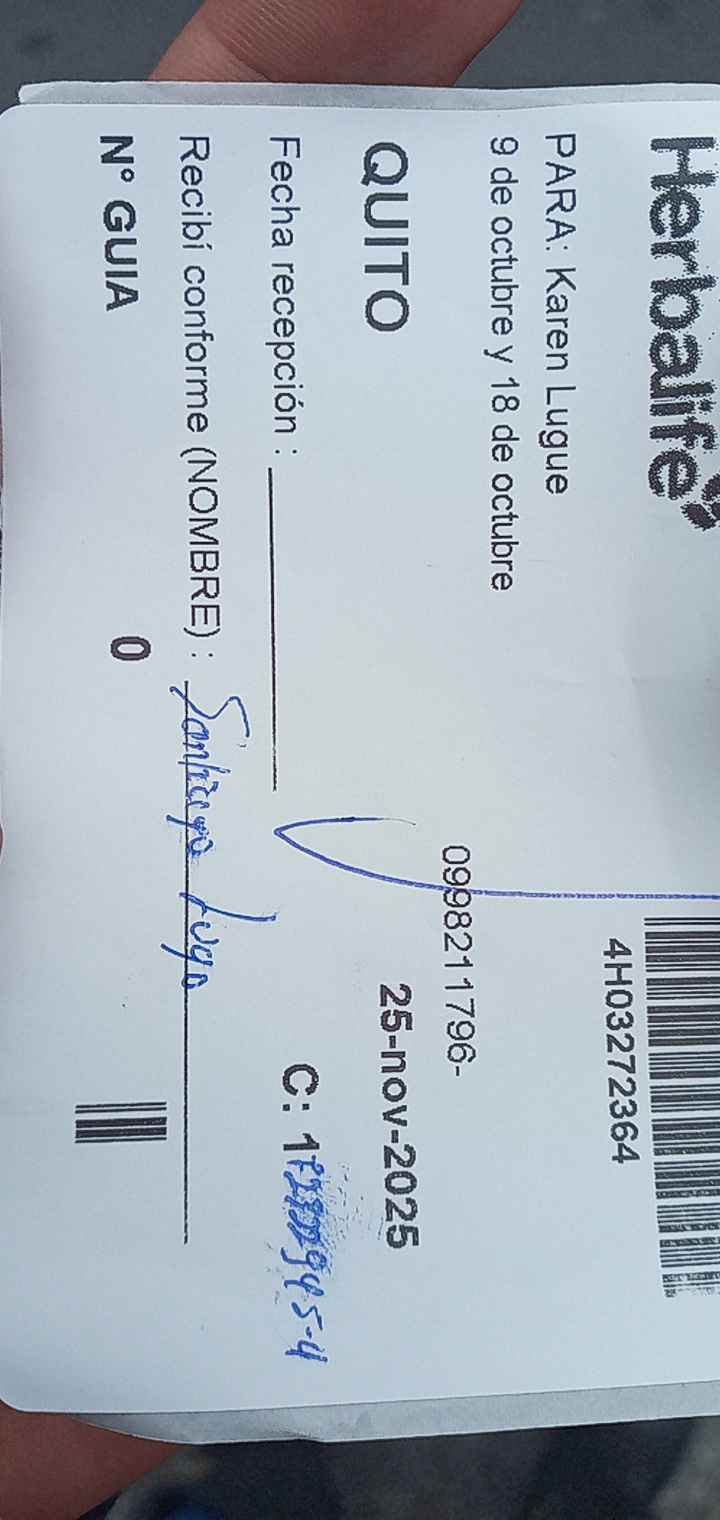 Herbalife
4H03272364
PARA: Karen Lugue
9 de octubre y 18 de octubre
0998211796-
QUITO 25-nov-2025
Fecha recepción :
C: 1
Recibí conforme (NOMBRE) : Santiago Lugo
N° GUIA 0